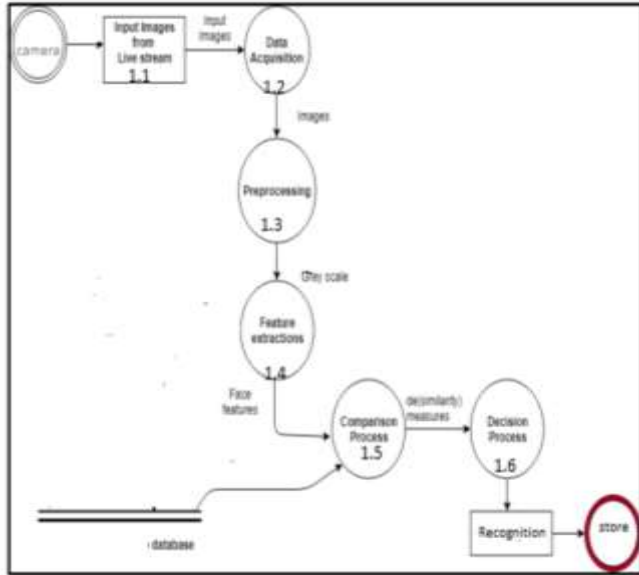 camera
Input Images
from
Live stream
1.1
Input
Images
Data
Acquisition
1.2
Images
Preprocessing
1.3
Grey scale
Feature
extractions
1.4
Face
features
Comparison
Process
1.5
de(similarity)
measures
Decision
Process
1.6
Recognition
store
database